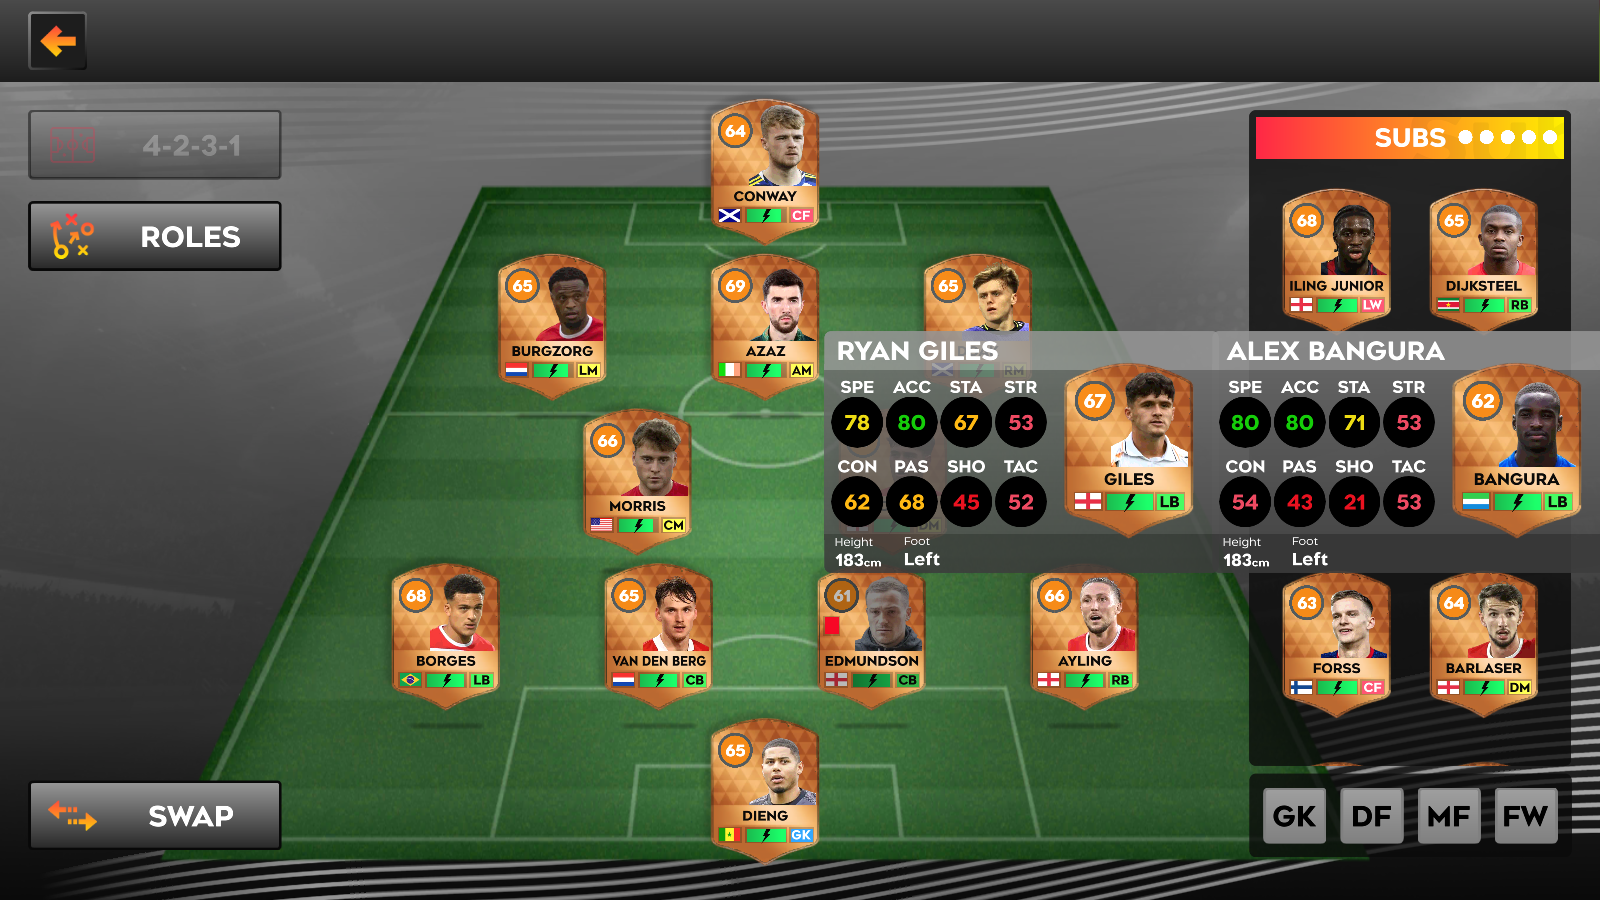 4-2-3-1
ROLES
SWAP
64
CONWAY
CF
65
BURGZORG
LM
69
AZAZ
AM
65
RM
66
MORRIS
CM
DM
68
BORGES
LB
65
VAN DEN BERG
CB
61
EDMUNDSON
CB
66
AYLING
RB
65
DIENG
GK
RYAN GILES
SPE ACC STA STR
78 80 67 53
CON PAS SHO TAC
62 68 45 52
Height Foot
183cm Left
67
GILES
LB
ALEX BANGURA
SPE ACC STA STR
80 80 71 53
CON PAS SHO TAC
54 43 21 53
Height Foot
183cm Left
62
BANGURA
LB
SUBS
68
ILING JUNIOR
LW
65
DIJKSTEEL
RB
63
FORSS
CF
64
BARLASER
DM
GK DF MF FW